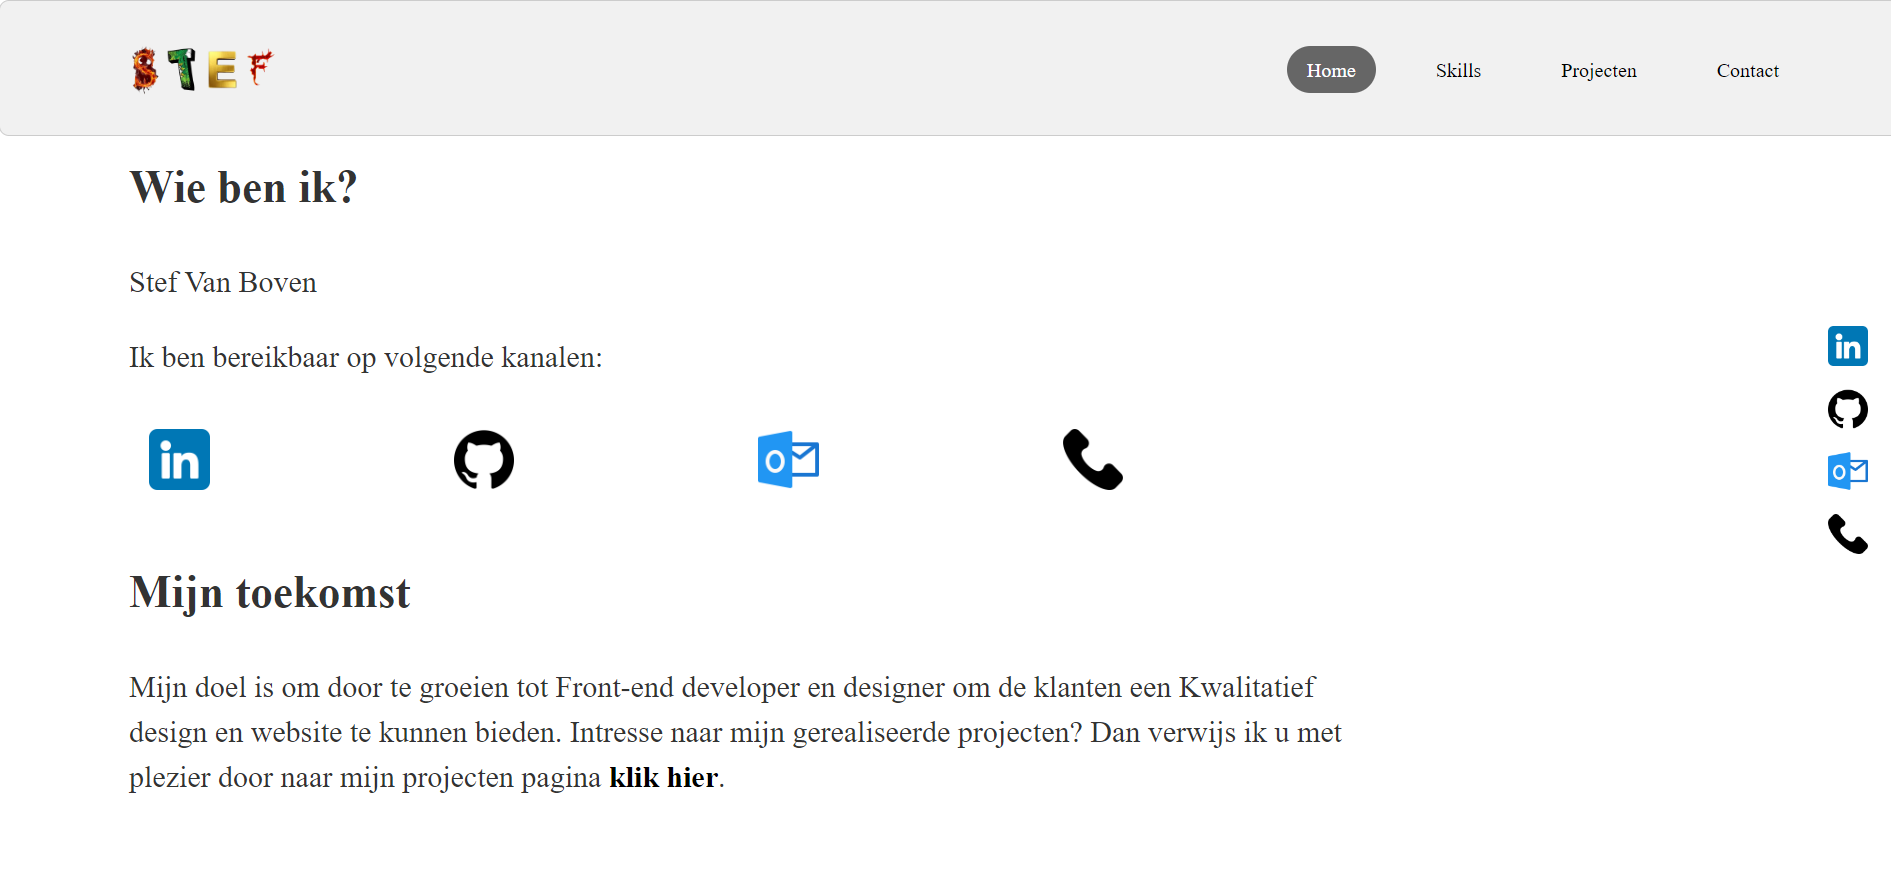 STEF
Home Skills Projecten Contact
Wie ben ik?
Stef Van Boven
Ik ben bereikbaar op volgende kanalen:
in
in
O
O
Mijn toekomst
Mijn doel is om door te groeien tot Front-end developer en designer om de klanten een Kwalitatief
design en website te kunnen bieden. Intresse naar mijn gerealiseerde projecten? Dan verwijs ik u met
plezier door naar mijn projecten pagina klik hier.